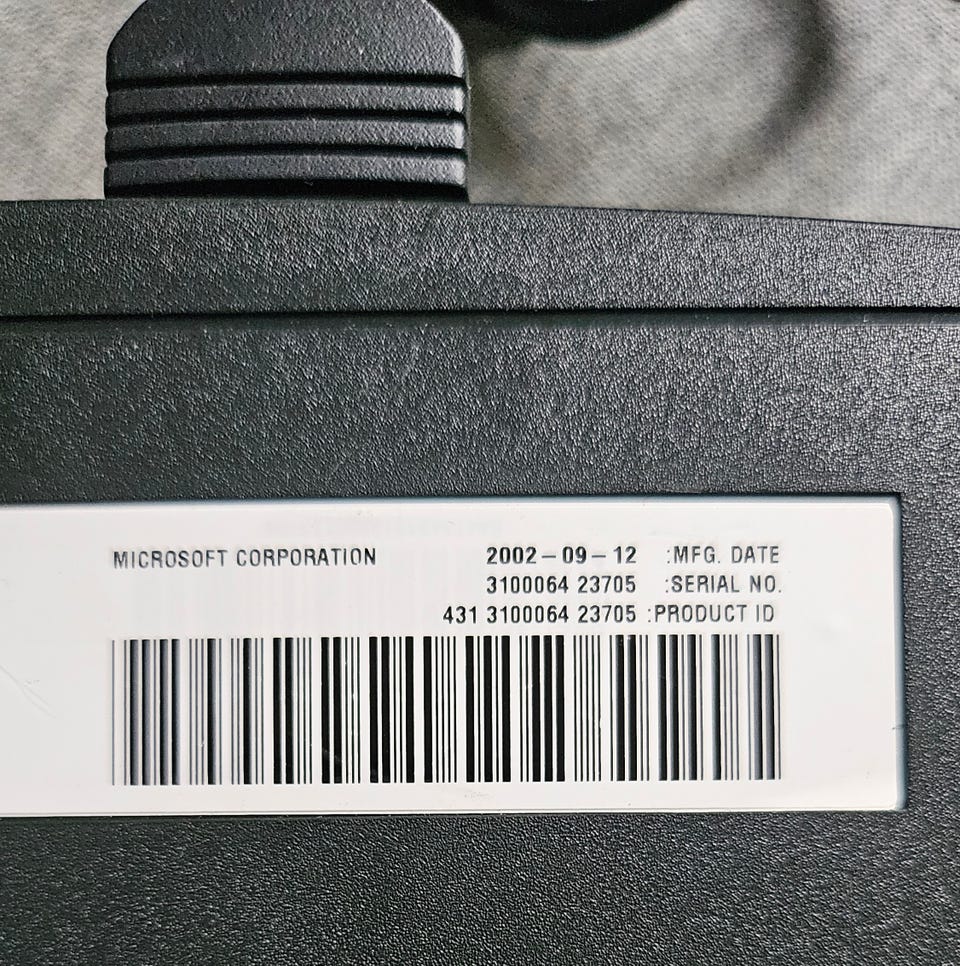 MICROSOFT CORPORATION 2002-09-12 :MFG. DATE
3100064 23705 :SERIAL NO.
431 3100064 23705 :PRODUCT ID